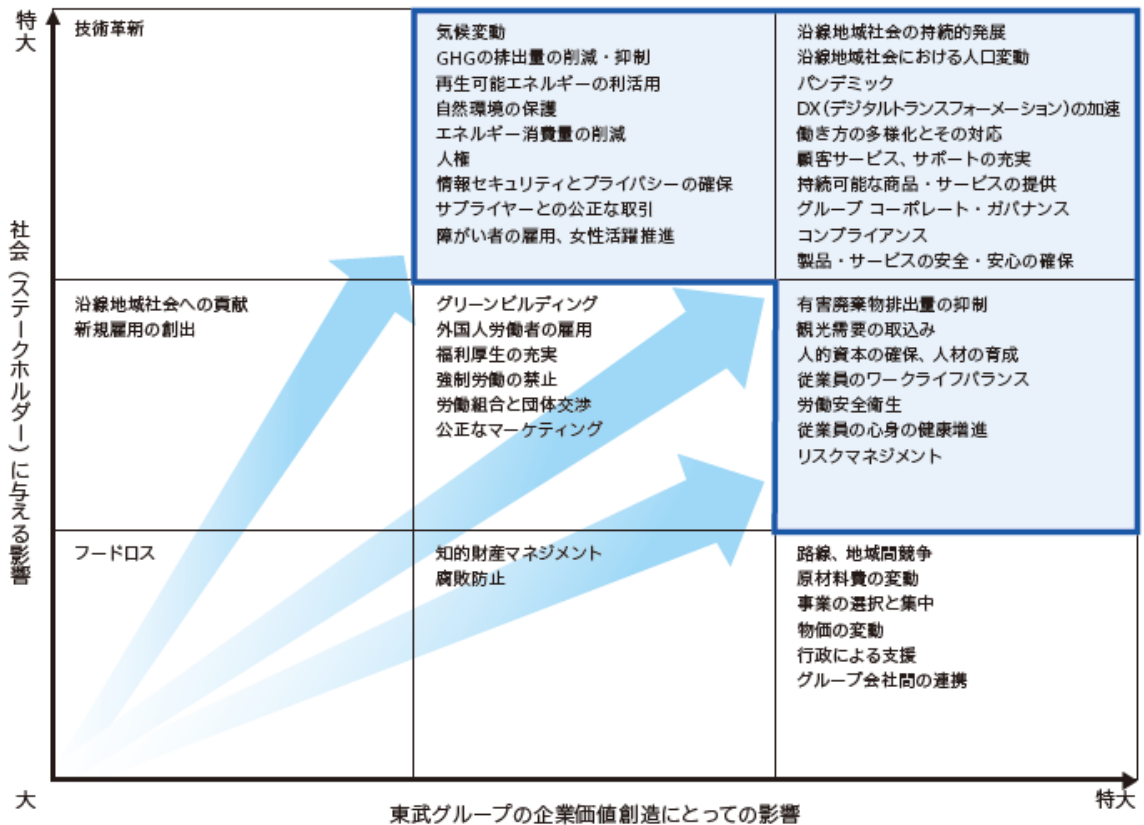 特大
技術革新
気候変動
GHGの排出量の削減・抑制
再生可能エネルギーの利活用
自然環境の保護
エネルギー消費量の削減
人権
情報セキュリティとプライバシーの確保
サプライヤーとの公正な取引
障がい者の雇用、女性活躍推進
沿線地域社会の持続的発展
沿線地域社会における人口変動
パンデミック
DX(デジタルトランスフォーメーション)の加速
働き方の多様化とその対応
顧客サービス、サポートの充実
持続可能な商品・サービスの提供
グループ コーポレート・ガバナンス
コンプライアンス
製品・サービスの安全・安心の確保
社会(ステークホルダー)に与える影響
沿線地域社会への貢献
新規雇用の創出
グリーンビルディング
外国人労働者の雇用
福利厚生の充実
強制労働の禁止
労働組合と団体交渉
公正なマーケティング
有害廃棄物排出量の抑制
観光需要の取込み
人的資本の確保、人材の育成
従業員のワークライフバランス
労働安全衛生
従業員の心身の健康増進
リスクマネジメント
フードロス
知的財産マネジメント
腐敗防止
路線、地域間競争
原材料費の変動
事業の選択と集中
物価の変動
行政による支援
グループ会社間の連携
大
東武グループの企業価値創造にとっての影響
特大